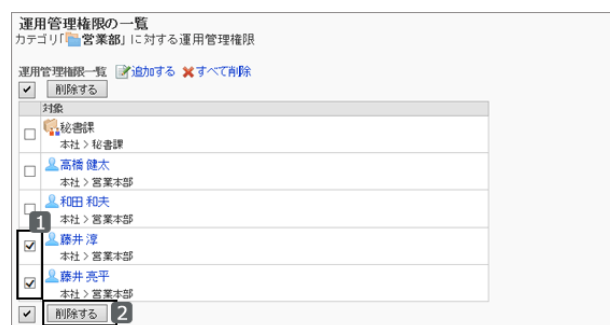 運用管理権限の一覧
カテゴリ「営業部」に対する運用管理権限
運用管理権限一覧 追加する すべて削除
削除する
対象
秘書課
本社 > 秘書課
高橋 健太
本社 > 営業本部
和田 和夫
本社 > 営業本部
1
藤井 淳
本社 > 営業本部
藤井 亮平
本社 > 営業本部
削除する 2